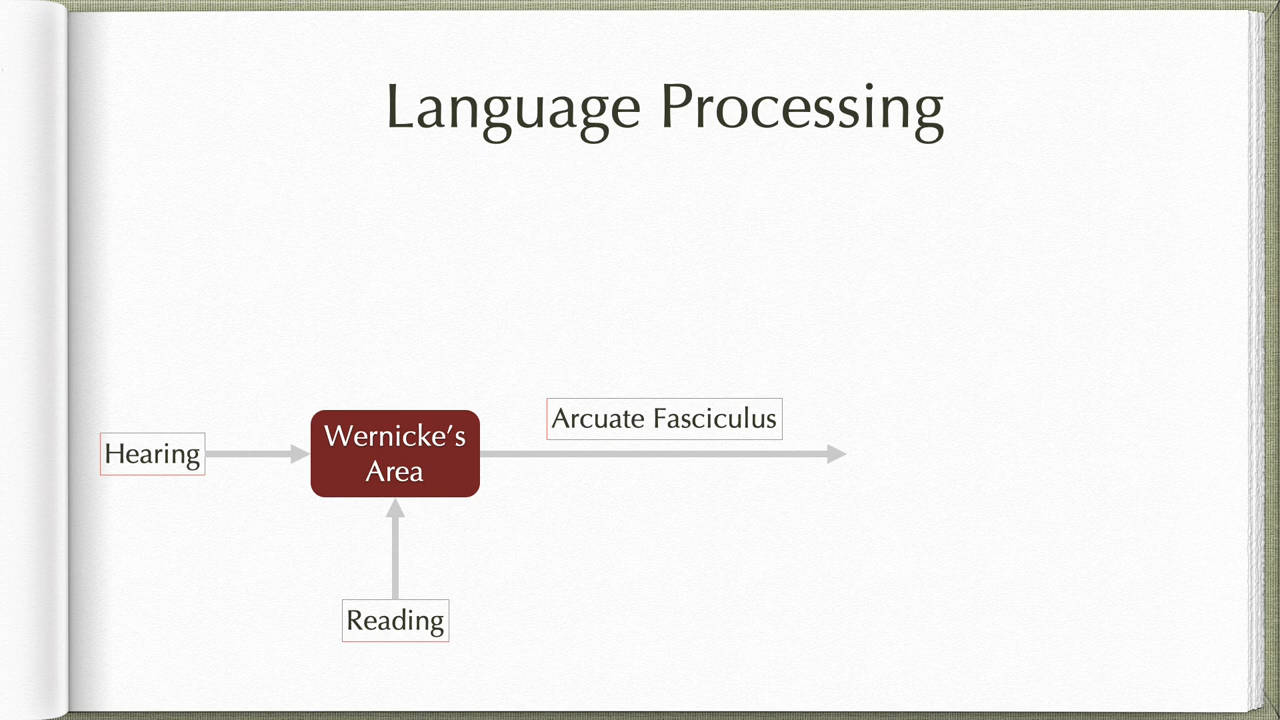 Language Processing
Arcuate Fasciculus
Hearing
Wernicke’s
Area
Reading